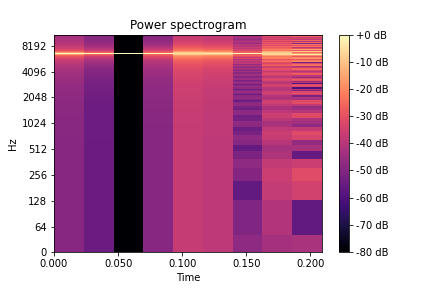 Power spectrogram
8192
4096
2048
1024
512
256
128
64
0
Hz
0.000
0.050
0.100
0.150
0.200
Time
+0 dB
-10 dB
-20 dB
-30 dB
-40 dB
-50 dB
-60 dB
-70 dB
-80 dB